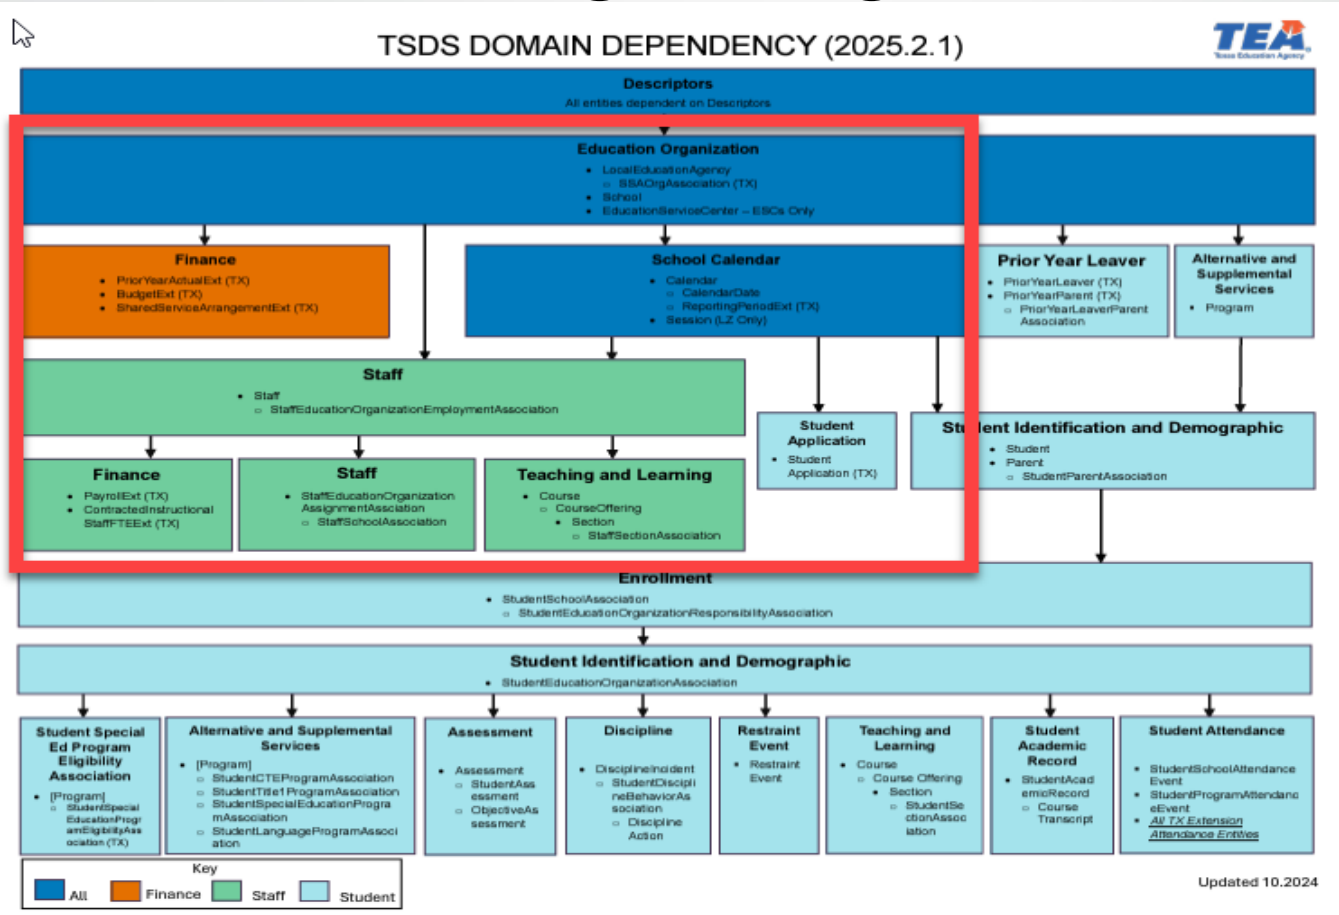 TSDS DOMAIN DEPENDENCY (2025.2.1)
TEA
Texas Education Agency
Descriptors
All entities dependent on Descriptors
Education Organization
• LocalEducationAgency
○ SSAOrgAssociation (TX)
• School
• EducationServiceCenter – ESCs Only
Finance
• PriorYearActualExt (TX)
• BudgetExt (TX)
• SharedServiceArrangementExt (TX)
School Calendar
• Calendar
○ CalendarDate
○ ReportingPeriodExt (TX)
• Session (LZ Only)
Prior Year Leaver
• PriorYearLeaver (TX)
• PriorYearParent (TX)
○ PriorYearLeaverParent
Association
Alternative and
Supplemental
Services
• Program
Staff
• Staff
○ StaffEducationOrganizationEmploymentAssociation
Student
Application
• Student
Application (TX)
Student Identification and Demographic
• Student
• Parent
○ StudentParentAssociation
Finance
• PayrollExt (TX)
• ContractedInstructional
StaffFTEExt (TX)
Staff
• StaffEducationOrganization
AssignmentAssciation
○ StaffSchoolAssociation
Teaching and Learning
• Course
○ CourseOffering
• Section
○ StaffSectionAssociation
Enrollment
• StudentSchoolAssociation
○ StudentEducationOrganizationResponsibilityAssociation
Student Identification and Demographic
• StudentEducationOrganizationAssociation
Student Special
Ed Program
Eligibility
Association
• [Program]
○ StudentSpecial
EducationProgr
amEligibilityAss
ociation (TX)
Alternative and Supplemental
Services
• [Program]
○ StudentCTEProgramAssociation
○ StudentTitle1ProgramAssociation
○ StudentSpecialEducationProgra
mAssociation
○ StudentLanguageProgramAssoci
ation
Assessment
• Assessment
○ StudentAss
essment
○ ObjectiveAs
sessment
Discipline
• DisciplineIncident
○ StudentDiscipli
neBehaviorAs
sociation
○ Discipline
Action
Restraint
Event
• Restraint
Event
Teaching and
Learning
• Course
○ Course Offering
• Section
○ StudentSe
ctionAssoc
iation
Student
Academic
Record
• StudentAcad
emicRecord
○ Course
Transcript
Student Attendance
• StudentSchoolAttendance
Event
• StudentProgramAttendanc
eEvent
• All TX Extension
Attendance Entities
Key
All
Finance
Staff
Student
Updated 10.2024